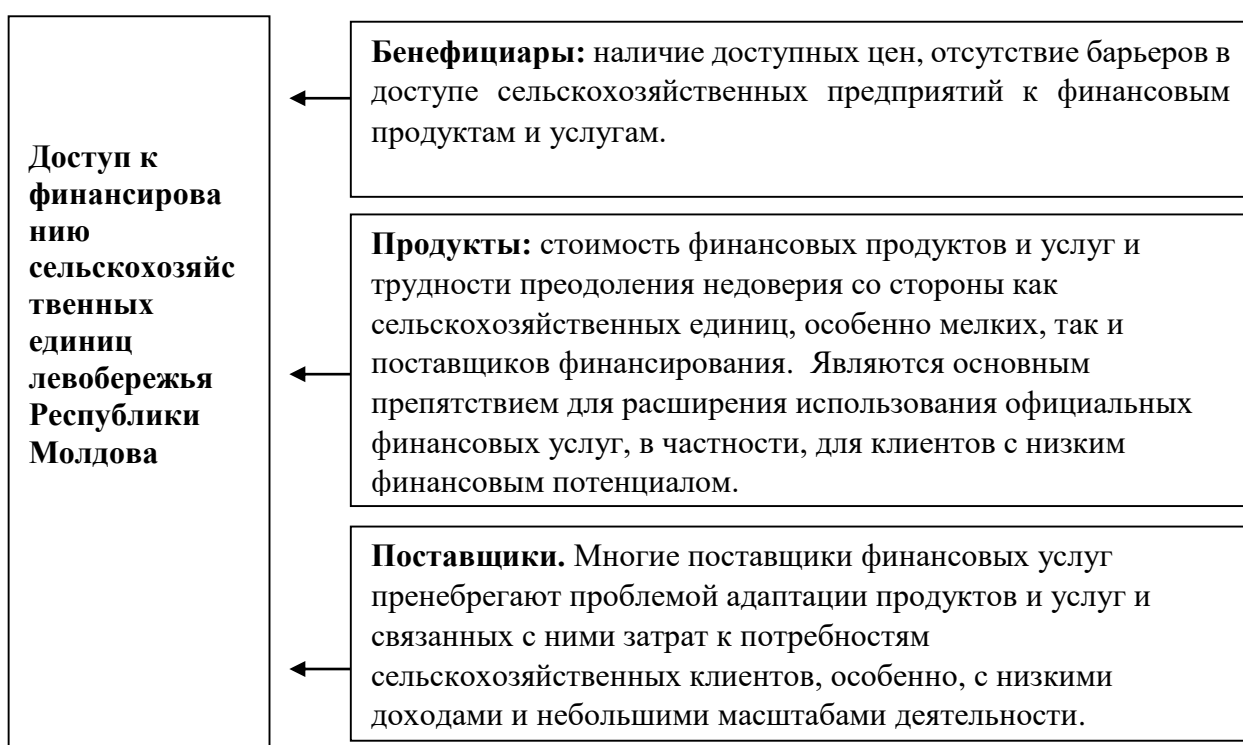 Доступ к
финансирова
нию
сельскохозяйс
твенных
единиц
левобережья
Республики
Молдова
Бенефициары: наличие доступных цен, отсутствие барьеров в
доступе сельскохозяйственных предприятий к финансовым
продуктам и услугам.
Продукты: стоимость финансовых продуктов и услуг и
трудности преодоления недоверия со стороны как
сельскохозяйственных единиц, особенно мелких, так и
поставщиков финансирования. Являются основным
препятствием для расширения использования официальных
финансовых услуг, в частности, для клиентов с низким
финансовым потенциалом.
Поставщики. Многие поставщики финансовых услуг
пренебрегают проблемой адаптации продуктов и услуг и
связанных с ними затрат к потребностям
сельскохозяйственных клиентов, особенно, с низкими
доходами и небольшими масштабами деятельности.